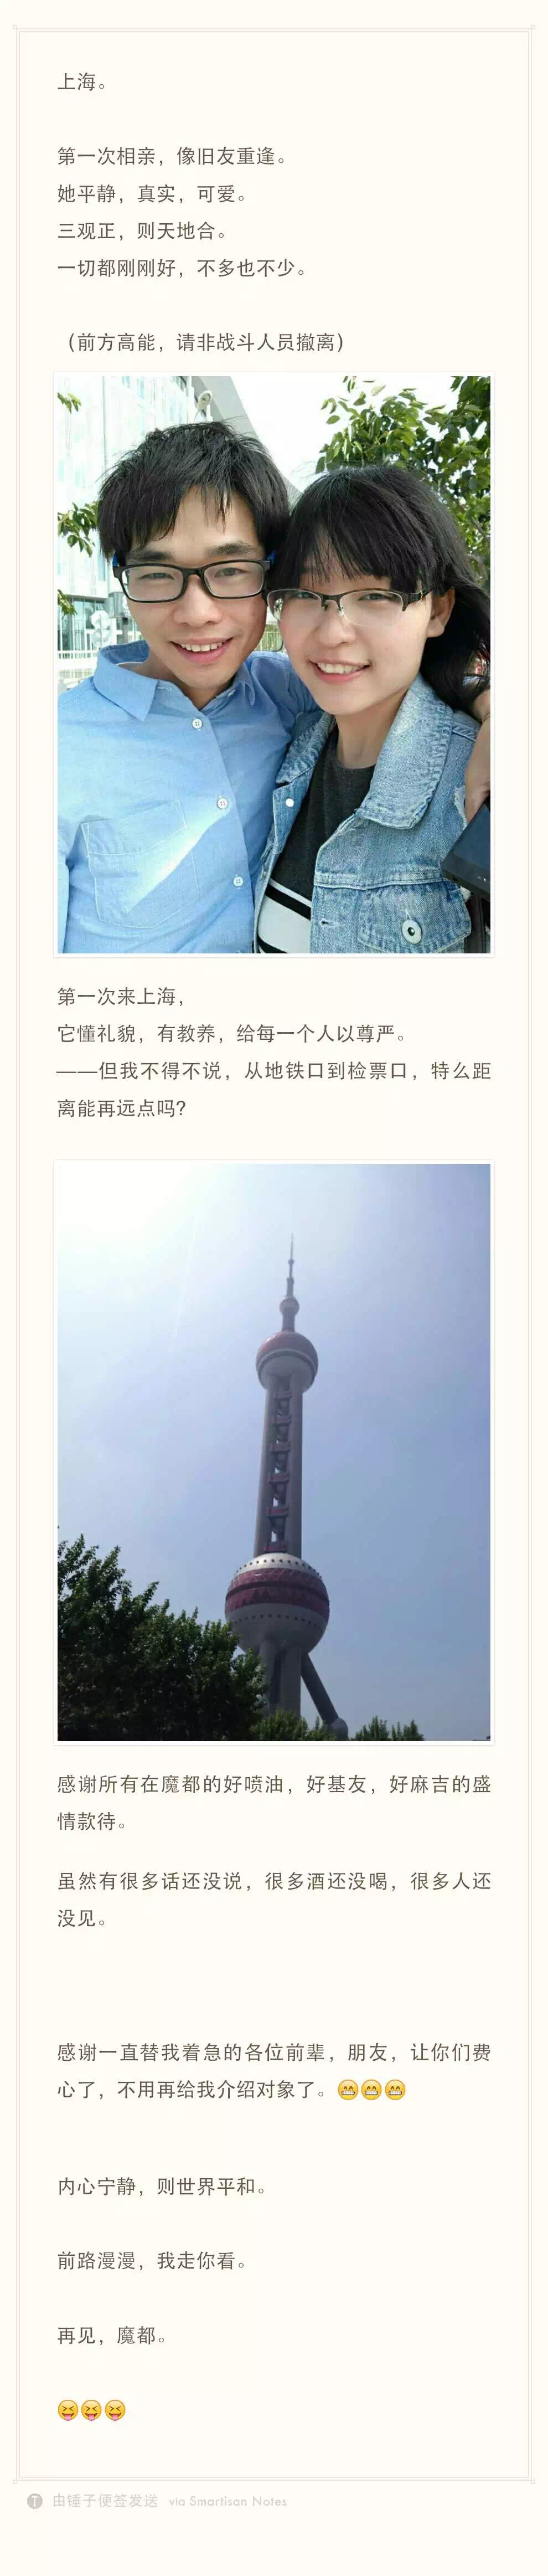 上海。
第一次相亲，像旧友重逢。
她平静，真实，可爱。
三观正，则天地合。
一切都刚刚好，不多也不少。
（前方高能，请非战斗人员撤离）
第一次来上海，
它懂礼貌，有教养，给每一个人以尊严。
——但我不得不说，从地铁口到检票口，特么距
离能再远点吗?
感谢所有在魔都的好喷油，好基友，好麻吉的盛
情款待。
虽然有很多话还没说，很多酒还没喝，很多人还
没见。
感谢一直替我着急的各位前辈，朋友，让你们费
心了，不用再给我介绍对象了。😁😁😁
内心宁静，则世界平和。
前路漫漫，我走你看。
再见，魔都。
😝😝😝
T 由锤子便签发送 via Smartisan Notes